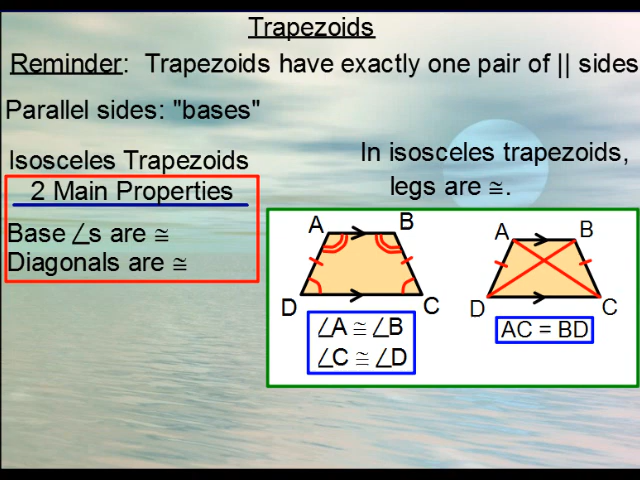 Trapezoids
Reminder: Trapezoids have exactly one pair of || sides
Parallel sides: "bases"
Isosceles Trapezoids
2 Main Properties
Base ∠s are ≅
Diagonals are ≅
In isosceles trapezoids,
legs are ≅.
A B
D C
∠A ≅ ∠B
∠C ≅ ∠D
A B
D C
AC = BD